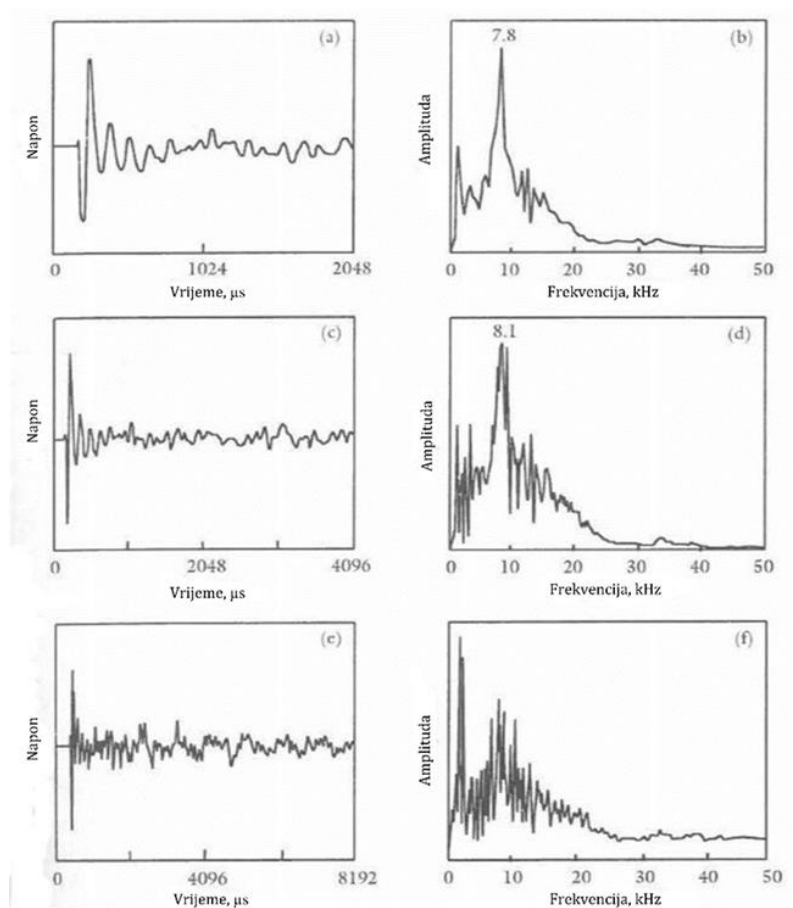 (a)
Napon
0 1024 2048
Vrijeme, µs
(b)
7.8
Amplituda
0 10 20 30 40 50
Frekvencija, kHz
(c)
Napon
0 2048 4096
Vrijeme, µs
(d)
8.1
Amplituda
0 10 20 30 40 50
Frekvencija, kHz
(e)
Napon
0 4096 8192
Vrijeme, µs
(f)
Amplituda
0 10 20 30 40 50
Frekvencija, kHz